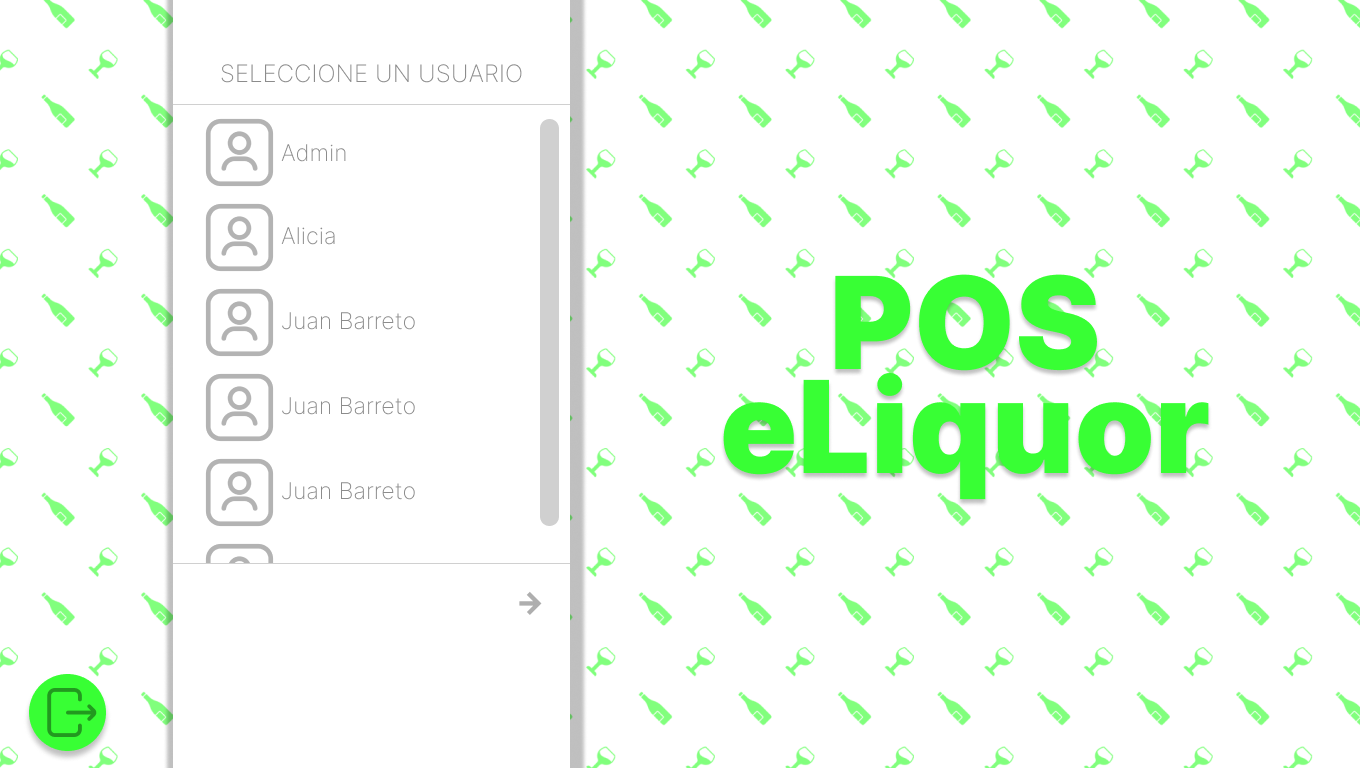 SELECCIONE UN USUARIO
Admin
Alicia
Juan Barreto
Juan Barreto
Juan Barreto
POS
eLiquor